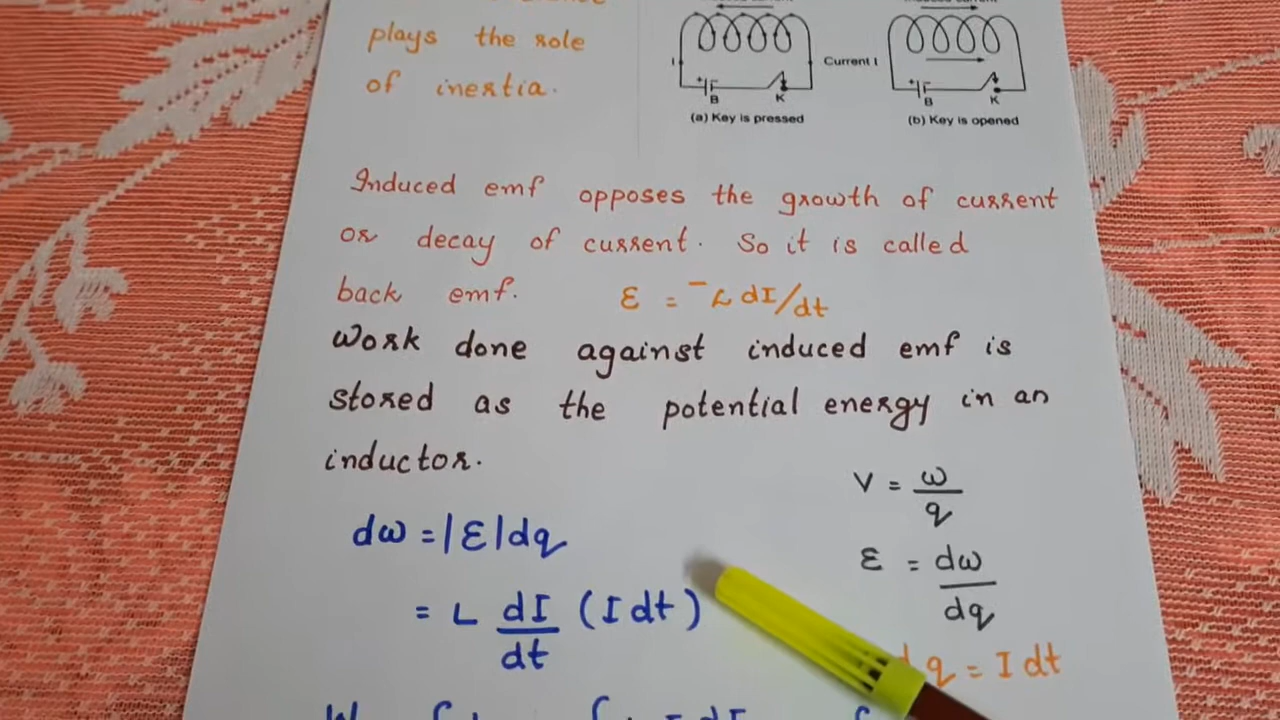 plays the role
of inertia.
I
+
B
K
(a) Key is pressed
Current I
+
B
K
(b) Key is opened
Induced emf opposes the growth of current
or decay of current. So it is called
back emf. ε = -L dI/dt
Work done against induced emf is
stored as the potential energy in an
inductor.
V = ω/q
dω = |ε|dq
ε = dω/dq
= L dI/dt (I dt)
q = I dt